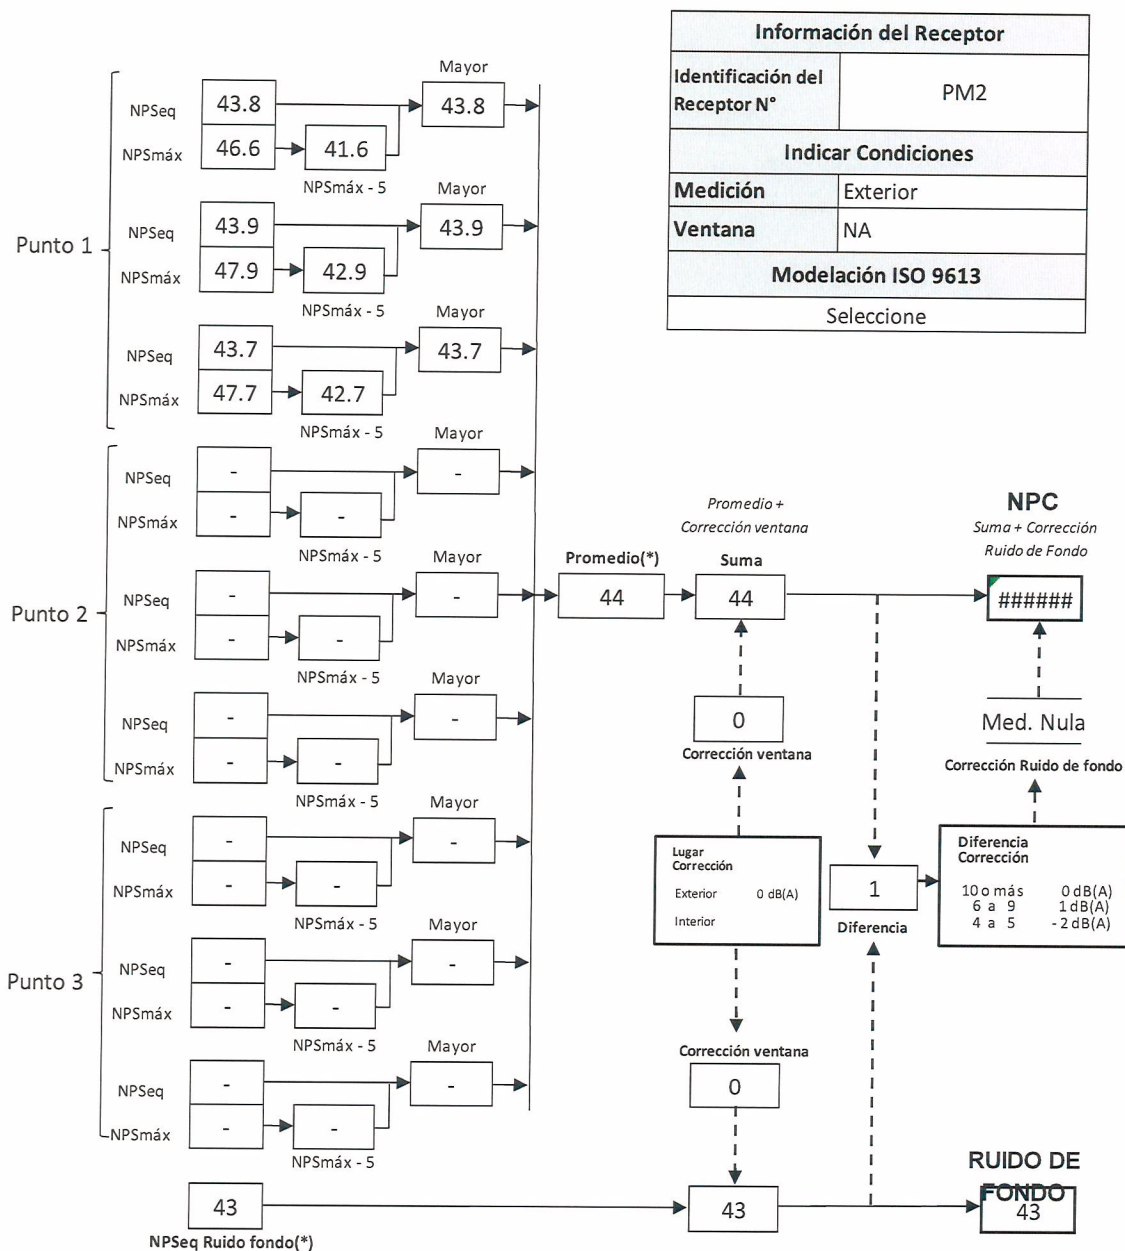 Información del Receptor
Identificación del
Receptor N°
PM2
Indicar Condiciones
Medición Exterior
Ventana NA
Modelación ISO 9613
Seleccione
Punto 1
Mayor
NPSeq 43.8 43.8
NPSmáx 46.6 41.6
NPSmáx - 5
Mayor
NPSeq 43.9 43.9
NPSmáx 47.9 42.9
NPSmáx - 5
Mayor
NPSeq 43.7 43.7
NPSmáx 47.7 42.7
NPSmáx - 5
Punto 2
Mayor
NPSeq - -
NPSmáx - -
NPSmáx - 5
Mayor
NPSeq - -
NPSmáx - -
NPSmáx - 5
Mayor
NPSeq - -
NPSmáx - -
NPSmáx - 5
Punto 3
Mayor
NPSeq - -
NPSmáx - -
NPSmáx - 5
Mayor
NPSeq - -
NPSmáx - -
NPSmáx - 5
Mayor
NPSeq - -
NPSmáx - -
NPSmáx - 5
Promedio(*)
44
Promedio +
Corrección ventana
Suma
44
0
Corrección ventana
NPC
Suma + Corrección
Ruido de Fondo
######
Med. Nula
Corrección Ruido de fondo
Lugar
Corrección
Exterior 0 dB(A)
Interior
1
Diferencia
Diferencia
Corrección
10 o más 0 dB(A)
6 a 9 1 dB(A)
4 a 5 - 2 dB(A)
Corrección ventana
0
43
NPSeq Ruido fondo(*)
43
RUIDO DE
FONDO
43